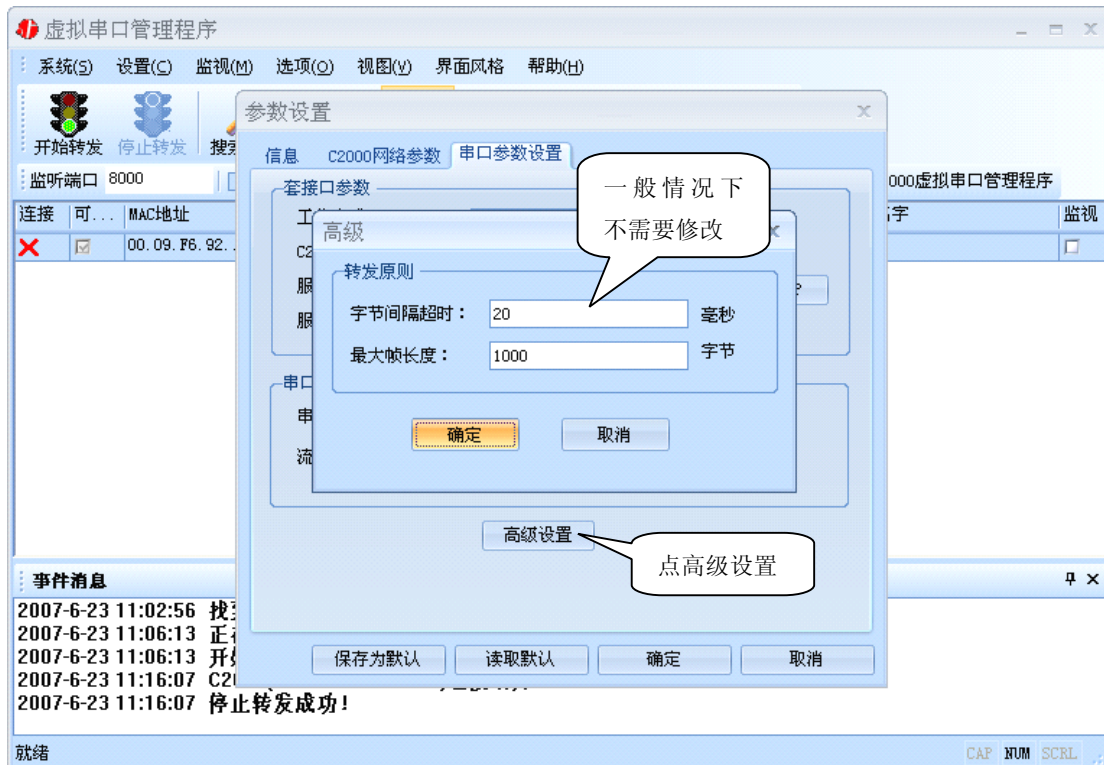 虚拟串口管理程序
系统(S) 设置(C) 监视(M) 选项(O) 视图(V) 界面风格 帮助(H)
开始转发 停止转发
监听端口 8000
000虚拟串口管理程序
连接 可... MAC地址 字 监视
00.09.F6.92.
参数设置
信息 C2000网络参数 串口参数设置
套接口参数
一般情况下
不需要修改
高级
转发原则
字节间隔超时： 20 毫秒
最大帧长度： 1000 字节
确定 取消
高级设置
点高级设置
保存为默认 读取默认 确定 取消
事件消息
2007-6-23 11:02:56
2007-6-23 11:06:13
2007-6-23 11:06:13
2007-6-23 11:16:07
2007-6-23 11:16:07 停止转发成功!
就绪 CAP NUM SCRL